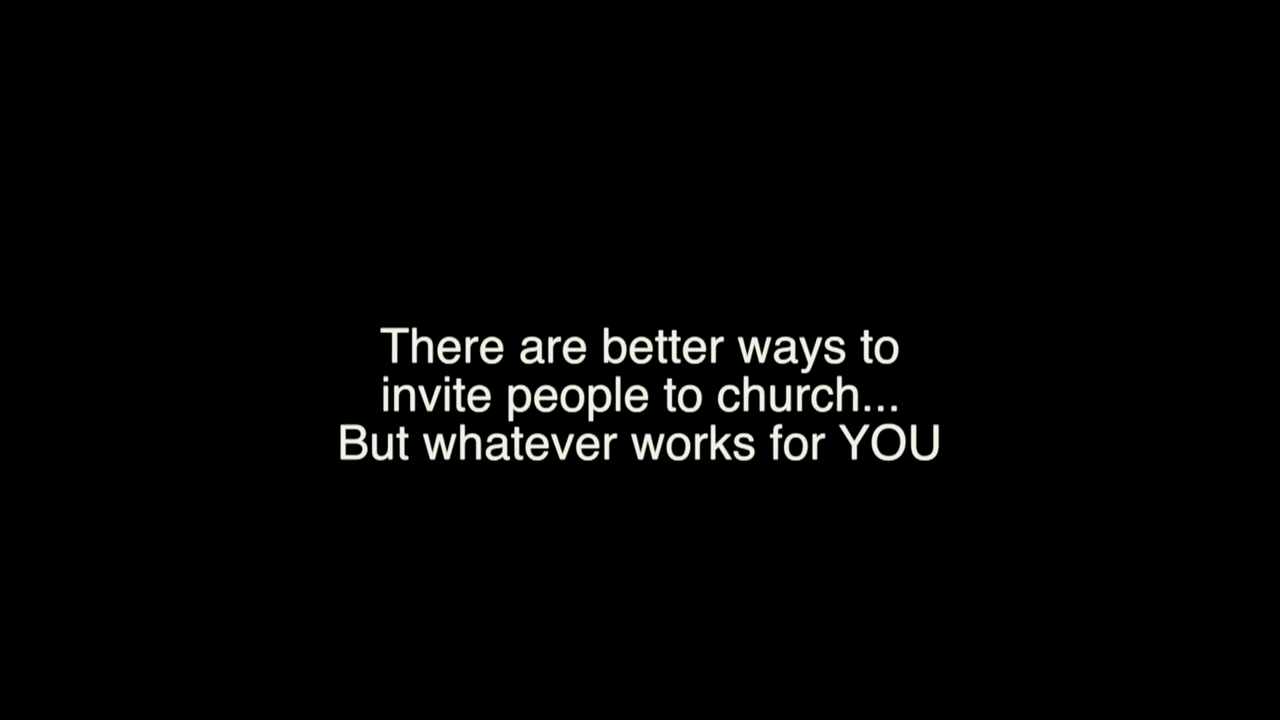 There are better ways to
invite people to church...
But whatever works for YOU